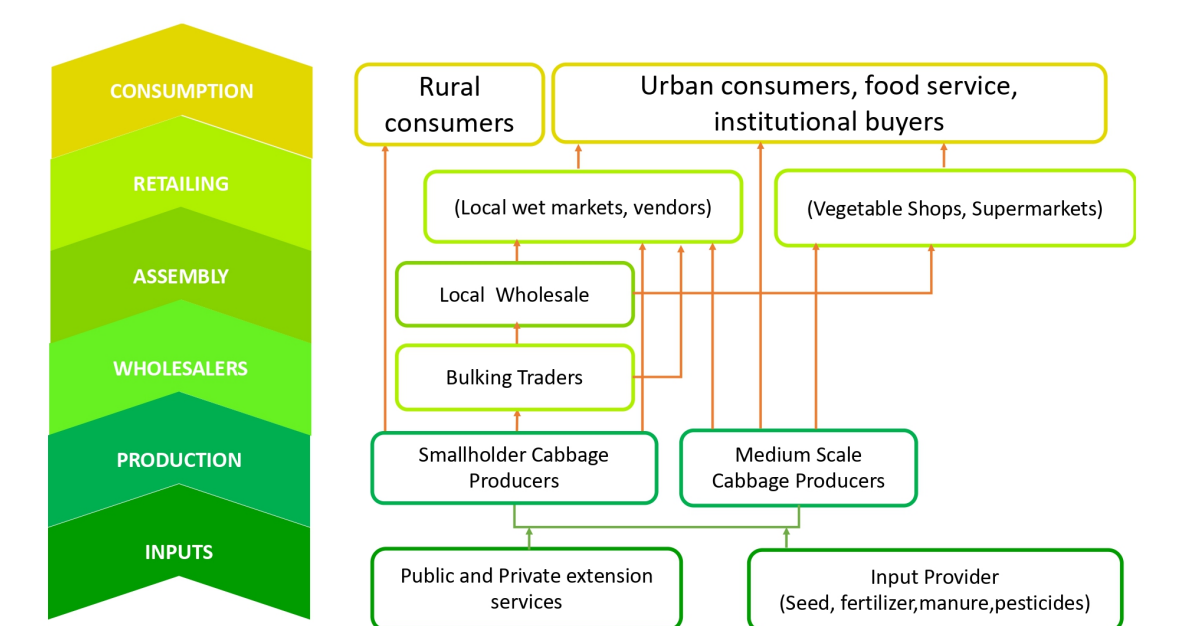 CONSUMPTION
RETAILING
ASSEMBLY
WHOLESALERS
PRODUCTION
INPUTS
Rural
consumers
Urban consumers, food service,
institutional buyers
(Local wet markets, vendors)
(Vegetable Shops, Supermarkets)
Local Wholesale
Bulking Traders
Smallholder Cabbage
Producers
Medium Scale
Cabbage Producers
Public and Private extension
services
Input Provider
(Seed, fertilizer,manure,pesticides)